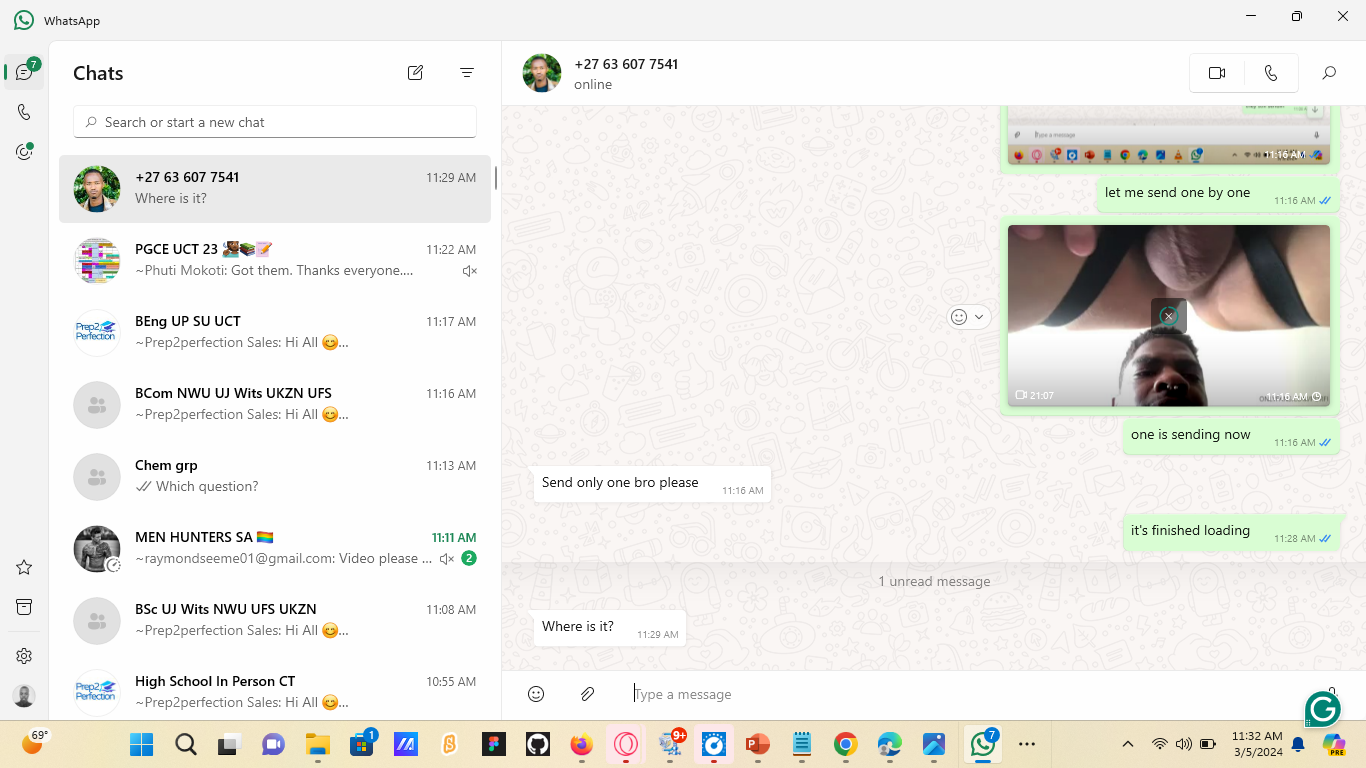 WhatsApp
7
Chats
Search or start a new chat
+27 63 607 7541
11:29 AM
Where is it?
PGCE UCT 23
11:22 AM
~Phuti Mokoti: Got them. Thanks everyone....
BEng UP SU UCT
11:17 AM
~Prep2perfection Sales: Hi All 😊...
Prep2
Perfection
BCom NWU UJ Wits UKZN UFS
11:16 AM
~Prep2perfection Sales: Hi All 😊...
Chem grp
11:13 AM
Which question?
MEN HUNTERS SA 🏳️‍🌈
11:11 AM
~raymondseeme01@gmail.com: Video please ...
2
BSc UJ Wits NWU UFS UKZN
11:08 AM
~Prep2perfection Sales: Hi All 😊...
High School In Person CT
10:55 AM
~Prep2perfection Sales: Hi All 😊...
Prep2
Perfection
+27 63 607 7541
online
Type a message
11:16 AM
let me send one by one
11:16 AM
21:07
11:16 AM
one is sending now
11:16 AM
Send only one bro please
11:16 AM
it's finished loading
11:28 AM
1 unread message
Where is it?
11:29 AM
Type a message
69°
1
9+
7
11:32 AM
3/5/2024
PRE